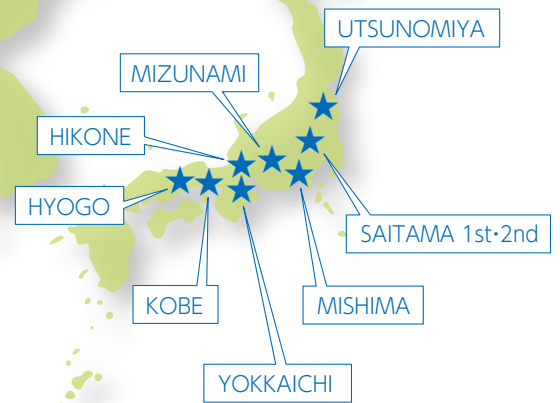 UTSUNOMIYA
MIZUNAMI
HIKONE
HYOGO
SAITAMA 1st･2nd
KOBE
MISHIMA
YOKKAICHI